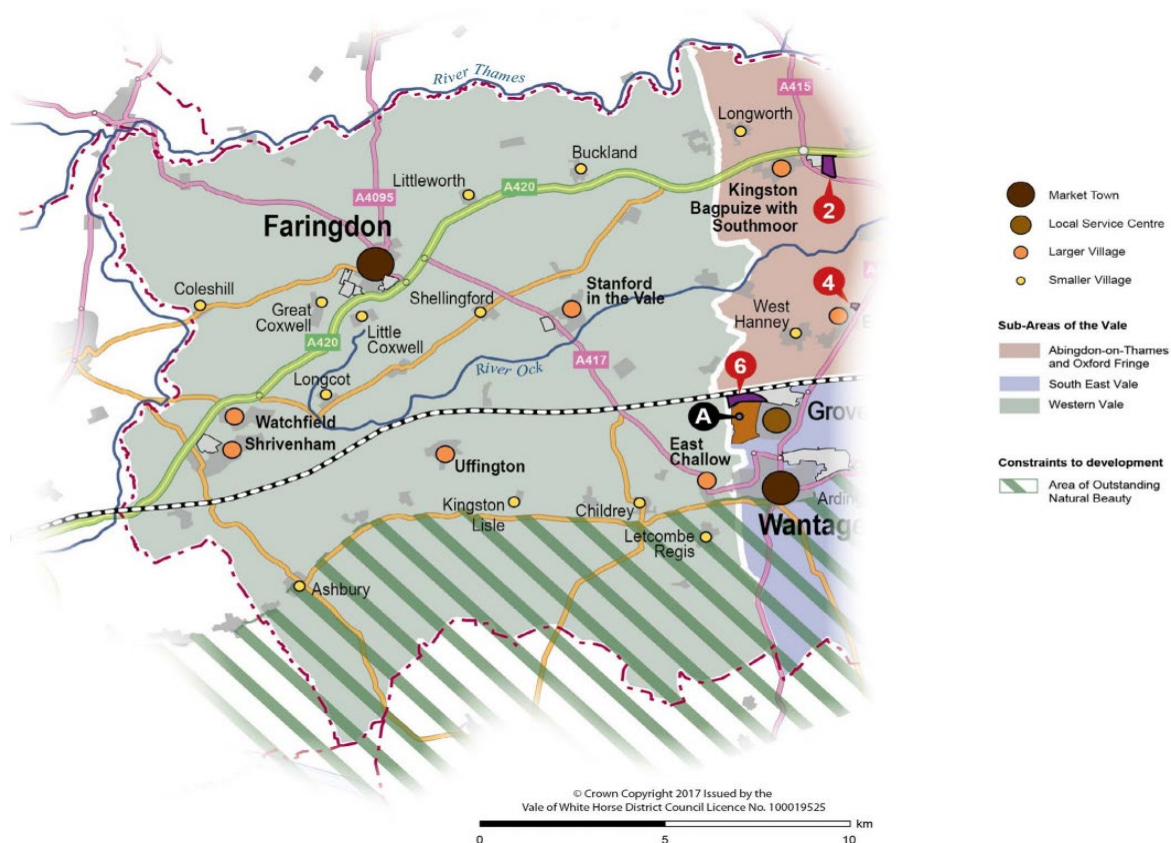 River Thames
A415
Longworth
Buckland
Littleworth
A420
A4095
Kingston
Bagpuize with
Southmoor
2
Faringdon
Coleshill
Great
Coxwell
Shellingford
Stanford
in the Vale
4
West
Hanney
Little
Coxwell
A420
A417
River Ock
Longcot
6
A
Grove
Watchfield
Shrivenham
East
Challow
Uffington
Kingston
Lisle
Childrey
Wantage
Letcombe
Regis
Ashbury
Market Town
Local Service Centre
Larger Village
Smaller Village
Sub-Areas of the Vale
Abingdon-on-Thames
and Oxford Fringe
South East Vale
Western Vale
Constraints to development
Area of Outstanding
Natural Beauty
© Crown Copyright 2017 Issued by the
Vale of White Horse District Council Licence No. 100019525
km
0
5
10